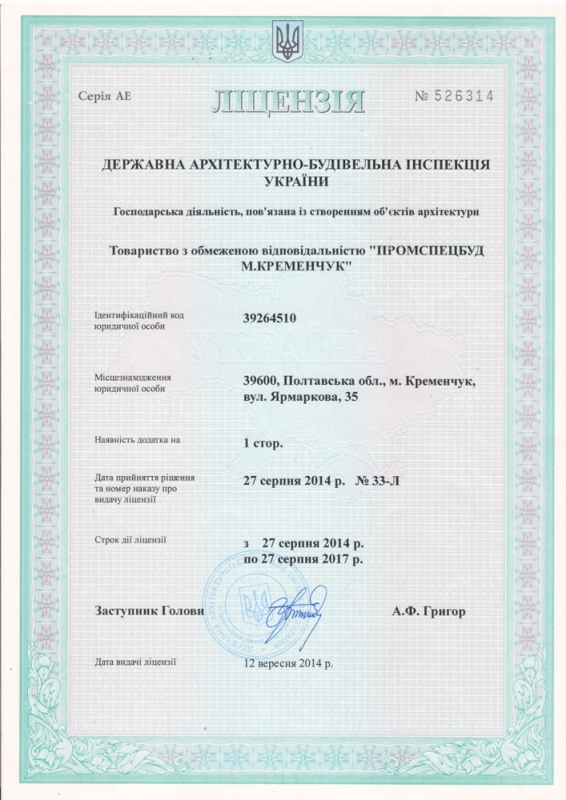 Серія АЕ
ЛІЦЕНЗІЯ
№ 526314
ДЕРЖАВНА АРХІТЕКТУРНО-БУДІВЕЛЬНА ІНСПЕКЦІЯ
УКРАЇНИ
Господарська діяльність, пов'язана із створенням об'єктів архітектури
Товариство з обмеженою відповідальністю "ПРОМСПЕЦБУД
М.КРЕМЕНЧУК"
Ідентифікаційний код
юридичної особи
39264510
Місцезнаходження
юридичної особи
39600, Полтавська обл., м. Кременчук,
вул. Ярмаркова, 35
Наявність додатка на
1 стор.
Дата прийняття рішення
та номер наказу про
видачу ліцензії
27 серпня 2014 р. № 33-Л
Строк дії ліцензії
з 27 серпня 2014 р.
по 27 серпня 2017 р.
Заступник Голови
А.Ф. Григор
Дата видачі ліцензії
12 вересня 2014 р.